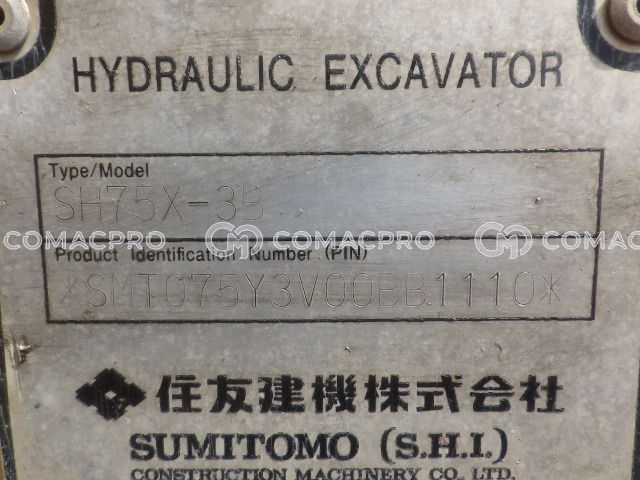 HYDRAULIC EXCAVATOR
Type/Model
SH75X-3B
COMACPRO COMACPRO COMACPRO
Product Identification Number (PIN)
*SMT075Y3V00BB1110*
住友建機株式会社
SUMITOMO (S.H.I.)
CONSTRUCTION MACHINERY CO., LTD.